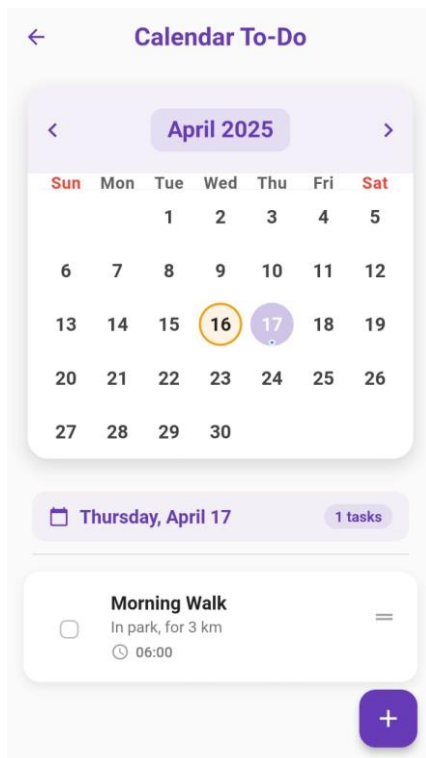 Calendar To-Do
April 2025
Sun Mon Tue Wed Thu Fri Sat
1 2 3 4 5
6 7 8 9 10 11 12
13 14 15 16 17 18 19
20 21 22 23 24 25 26
27 28 29 30
Thursday, April 17 1 tasks
Morning Walk
In park, for 3 km
06:00
+